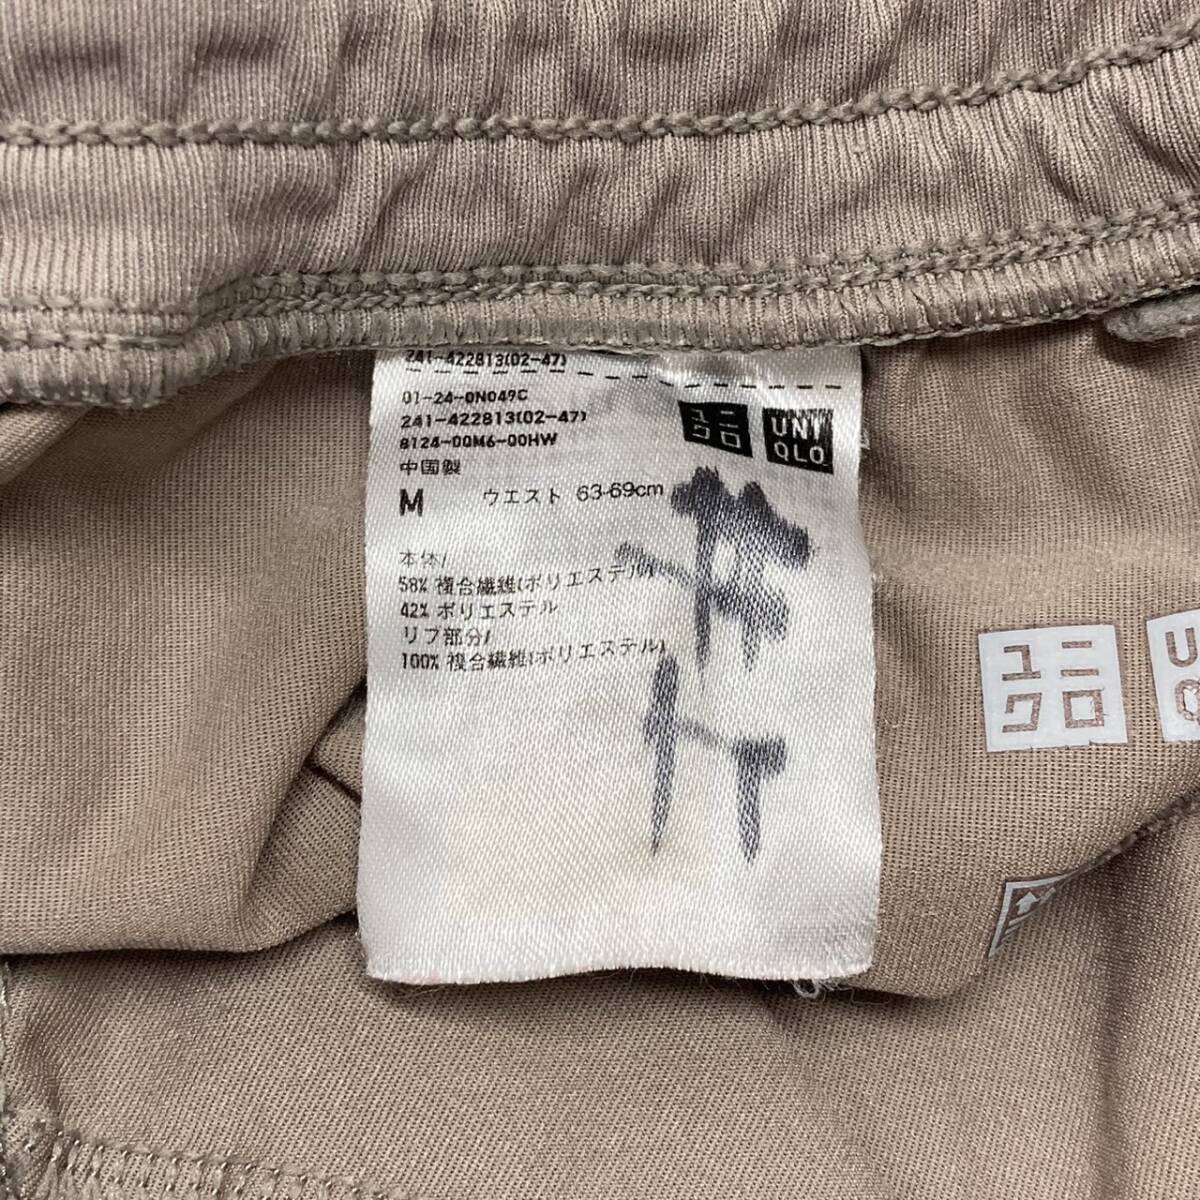 241-422813(02-47)
01-24-0N049C
241-422813(02-47)
8124-00M6-00HW
中国製
M ウエスト 63-69cm
本体/
58% 複合繊維(ポリエステル)
42% ポリエステル
リブ部分/
100% 複合繊維(ポリエステル)
ユニ
クロ
UNI
QLO
ユニ
クロ